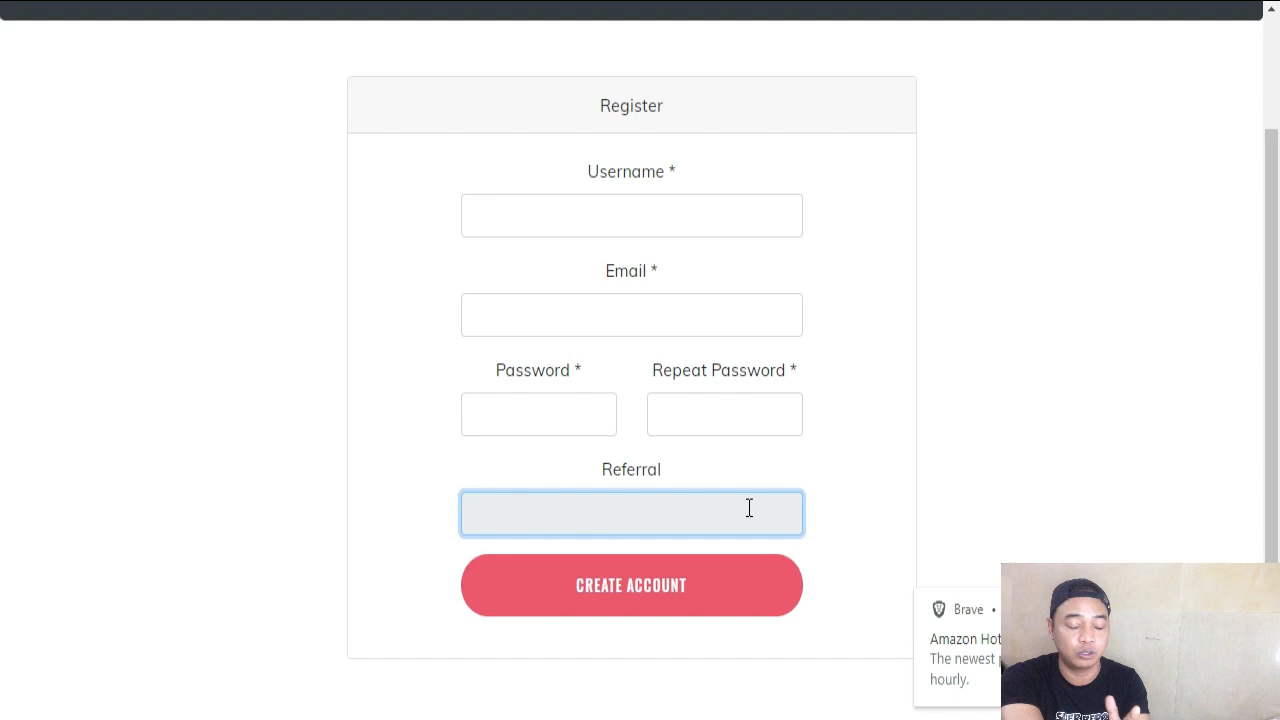 Register
Username *
Email *
Password *
Repeat Password *
Referral
CREATE ACCOUNT
Brave •
Amazon Hot
The newest
hourly.